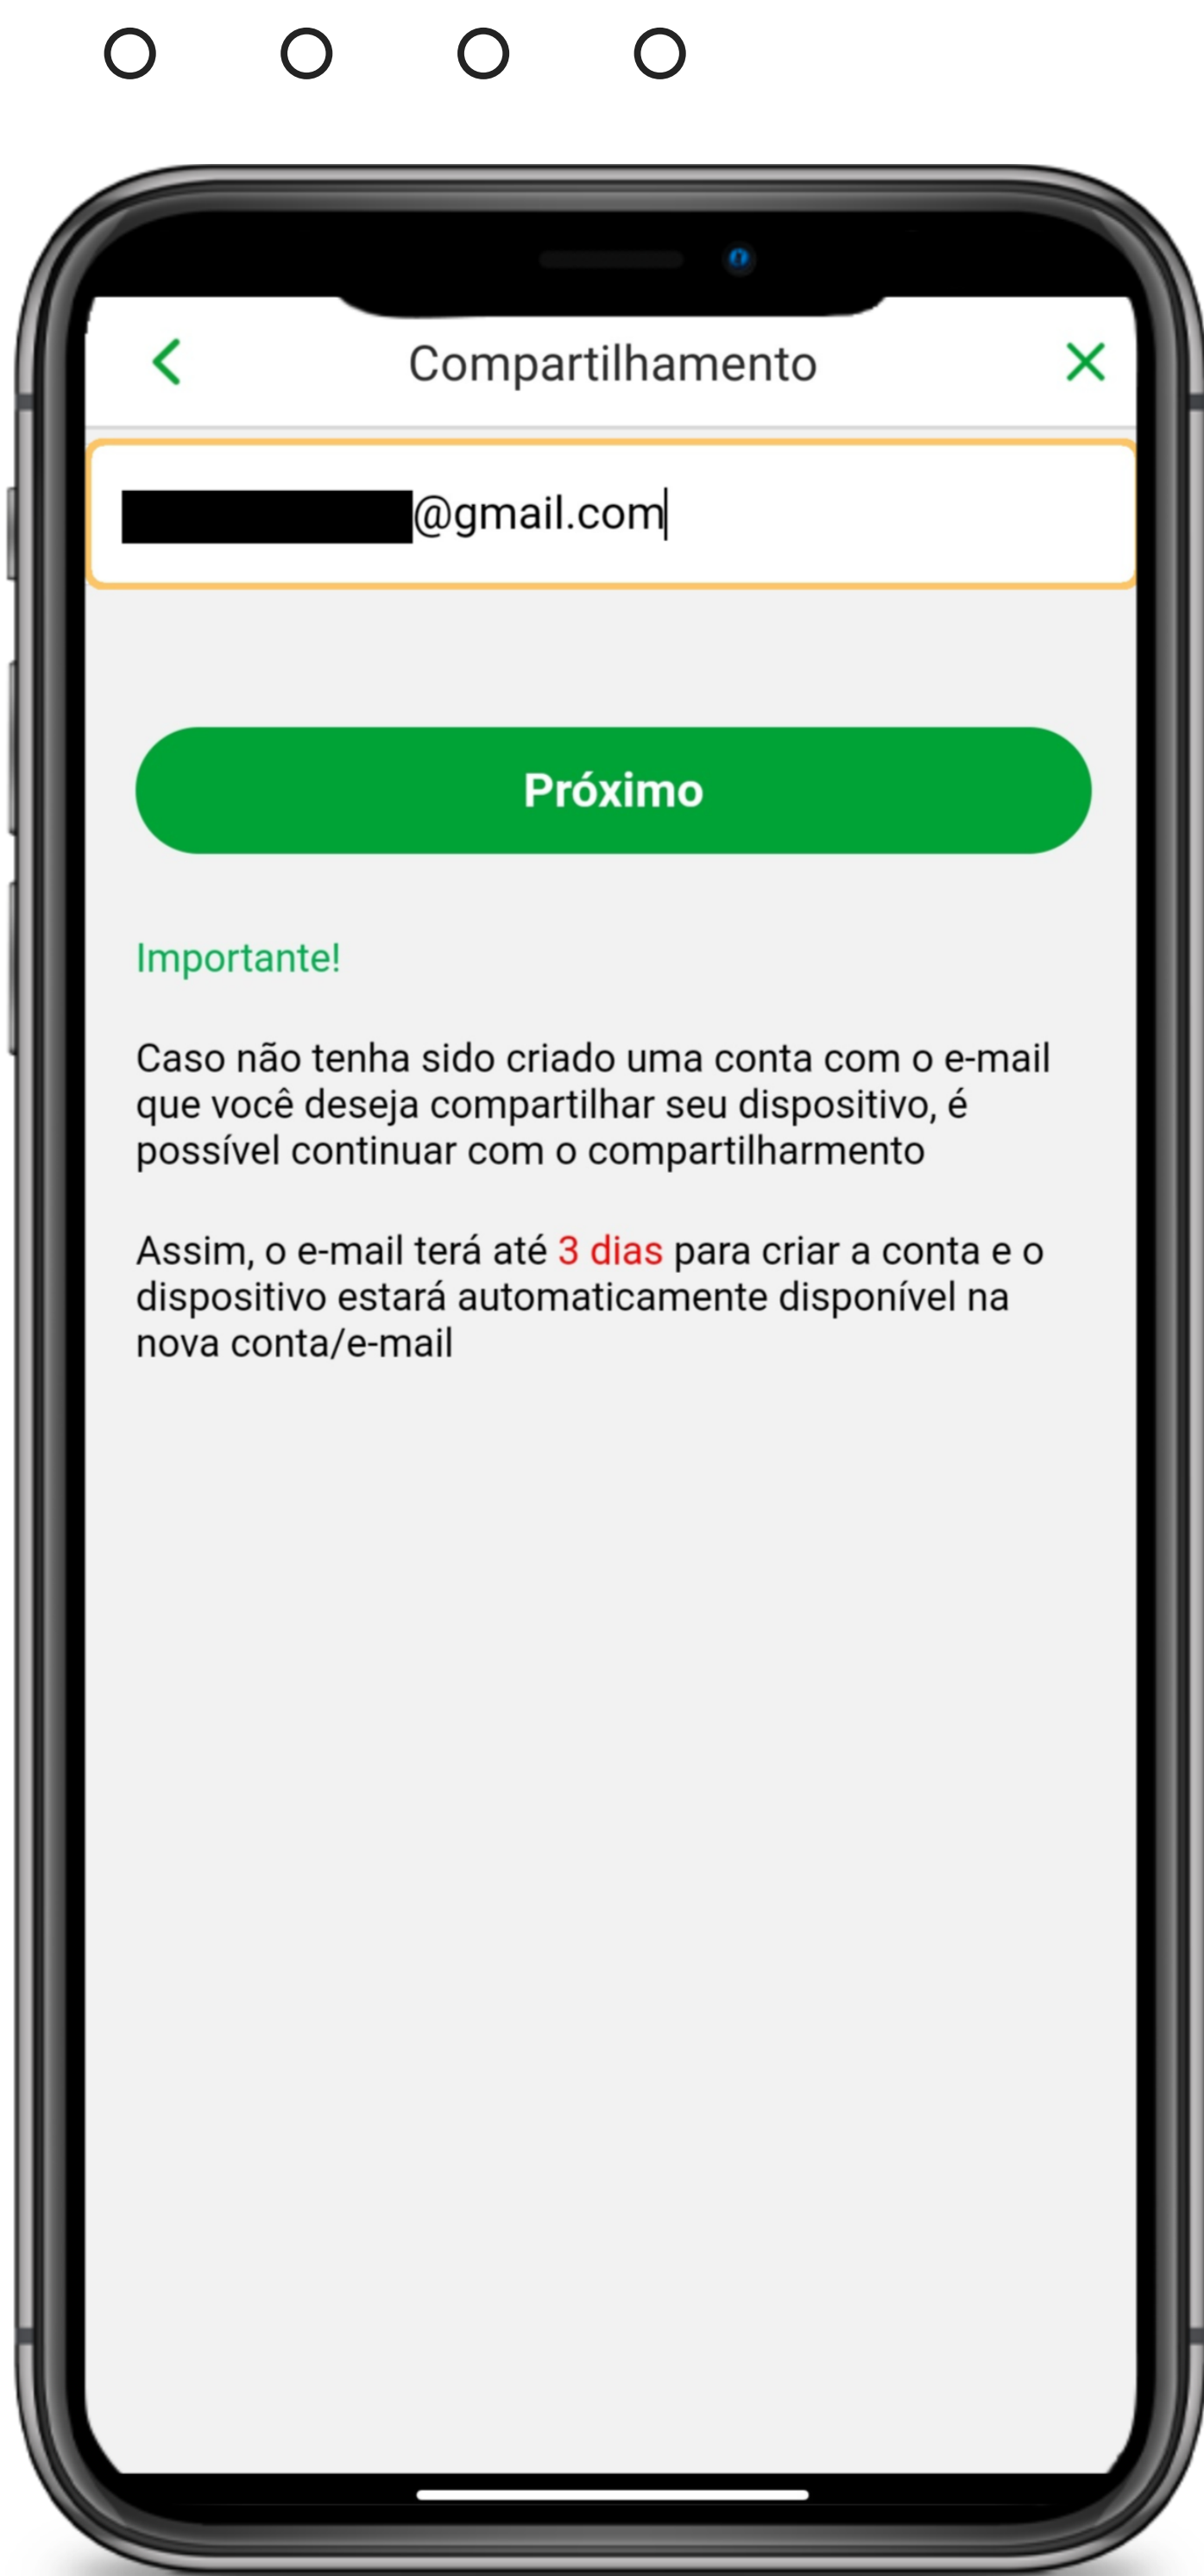 Compartilhamento
@gmail.com
Próximo
Importante!
Caso não tenha sido criado uma conta com o e-mail
que você deseja compartilhar seu dispositivo, é
possível continuar com o compartilharmento
Assim, o e-mail terá até 3 dias para criar a conta e o
dispositivo estará automaticamente disponível na
nova conta/e-mail